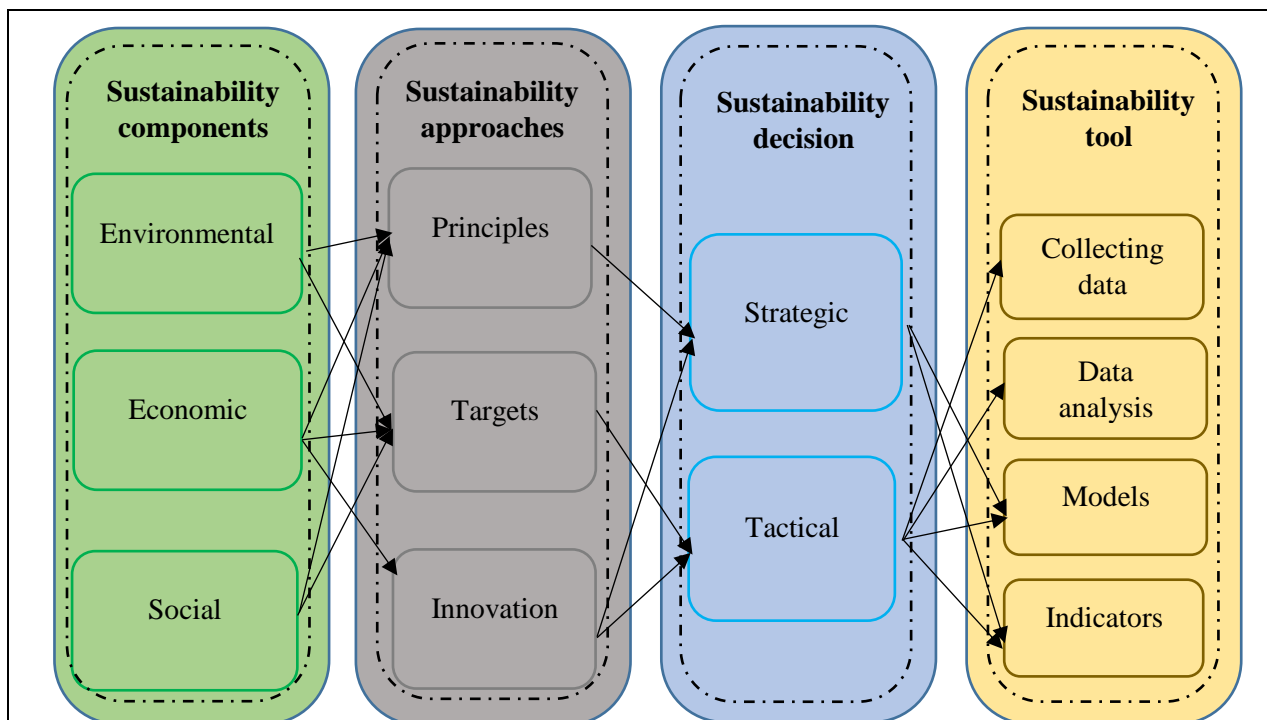 Sustainability
components
Environmental
Economic
Social
Sustainability
approaches
Principles
Targets
Innovation
Sustainability
decision
Strategic
Tactical
Sustainability
tool
Collecting
data
Data
analysis
Models
Indicators